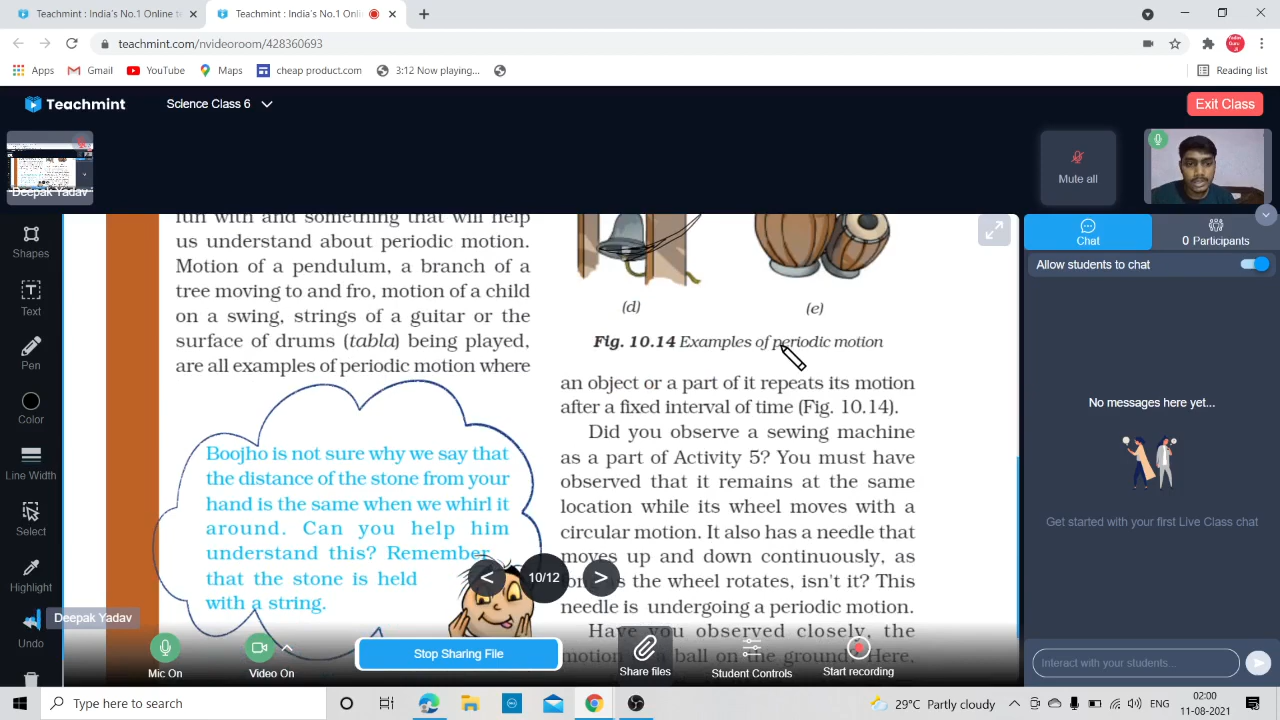 Teachmint : India's No.1 Online t
Teachmint : India's No.1 Onli
teachmint.com/nvideoroom/428360693
Apps
Gmail
YouTube
Maps
cheap product.com
3:12 Now playing...
Reading list
Teachmint
Science Class 6
Exit Class
Deepak Yadav
Mute all
Shapes
Text
Pen
Color
Line Width
Select
Highlight
Undo
fun with and something that will help
us understand about periodic motion.
Motion of a pendulum, a branch of a
tree moving to and fro, motion of a child
on a swing, strings of a guitar or the
surface of drums (tabla) being played,
are all examples of periodic motion where
Boojho is not sure why we say that
the distance of the stone from your
hand is the same when we whirl it
around. Can you help him
understand this? Remember
that the stone is held
with a string.
(d)
(e)
Fig. 10.14 Examples of periodic motion
an object or a part of it repeats its motion
after a fixed interval of time (Fig. 10.14).
Did you observe a sewing machine
as a part of Activity 5? You must have
observed that it remains at the same
location while its wheel moves with a
circular motion. It also has a needle that
moves up and down continuously, as
the wheel rotates, isn't it? This
needle is undergoing a periodic motion.
Have you observed closely, the
motion a ball on the ground? Here,
< 10/12 >
Deepak Yadav
Mic On
Video On
Stop Sharing File
Share files
Student Controls
Start recording
Chat
0 Participants
Allow students to chat
No messages here yet...
Get started with your first Live Class chat
Interact with your students...
Type here to search
29°C Partly cloudy
02:00
11-08-2021